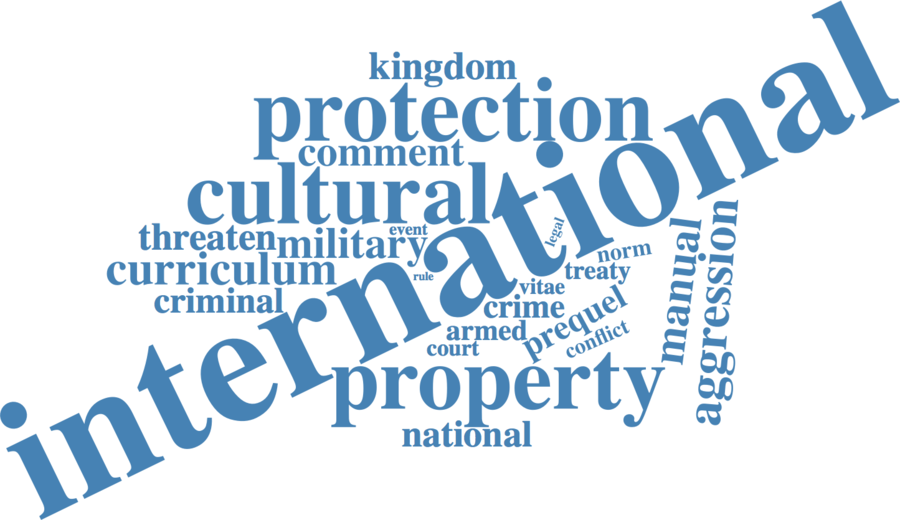 kingdom
protection
comment
cultural
international
threaten
military
event
legal
curriculum
rule
norm
treaty
vitae
criminal
crime
prequel
manual
aggression
armed
conflict
court
property
national